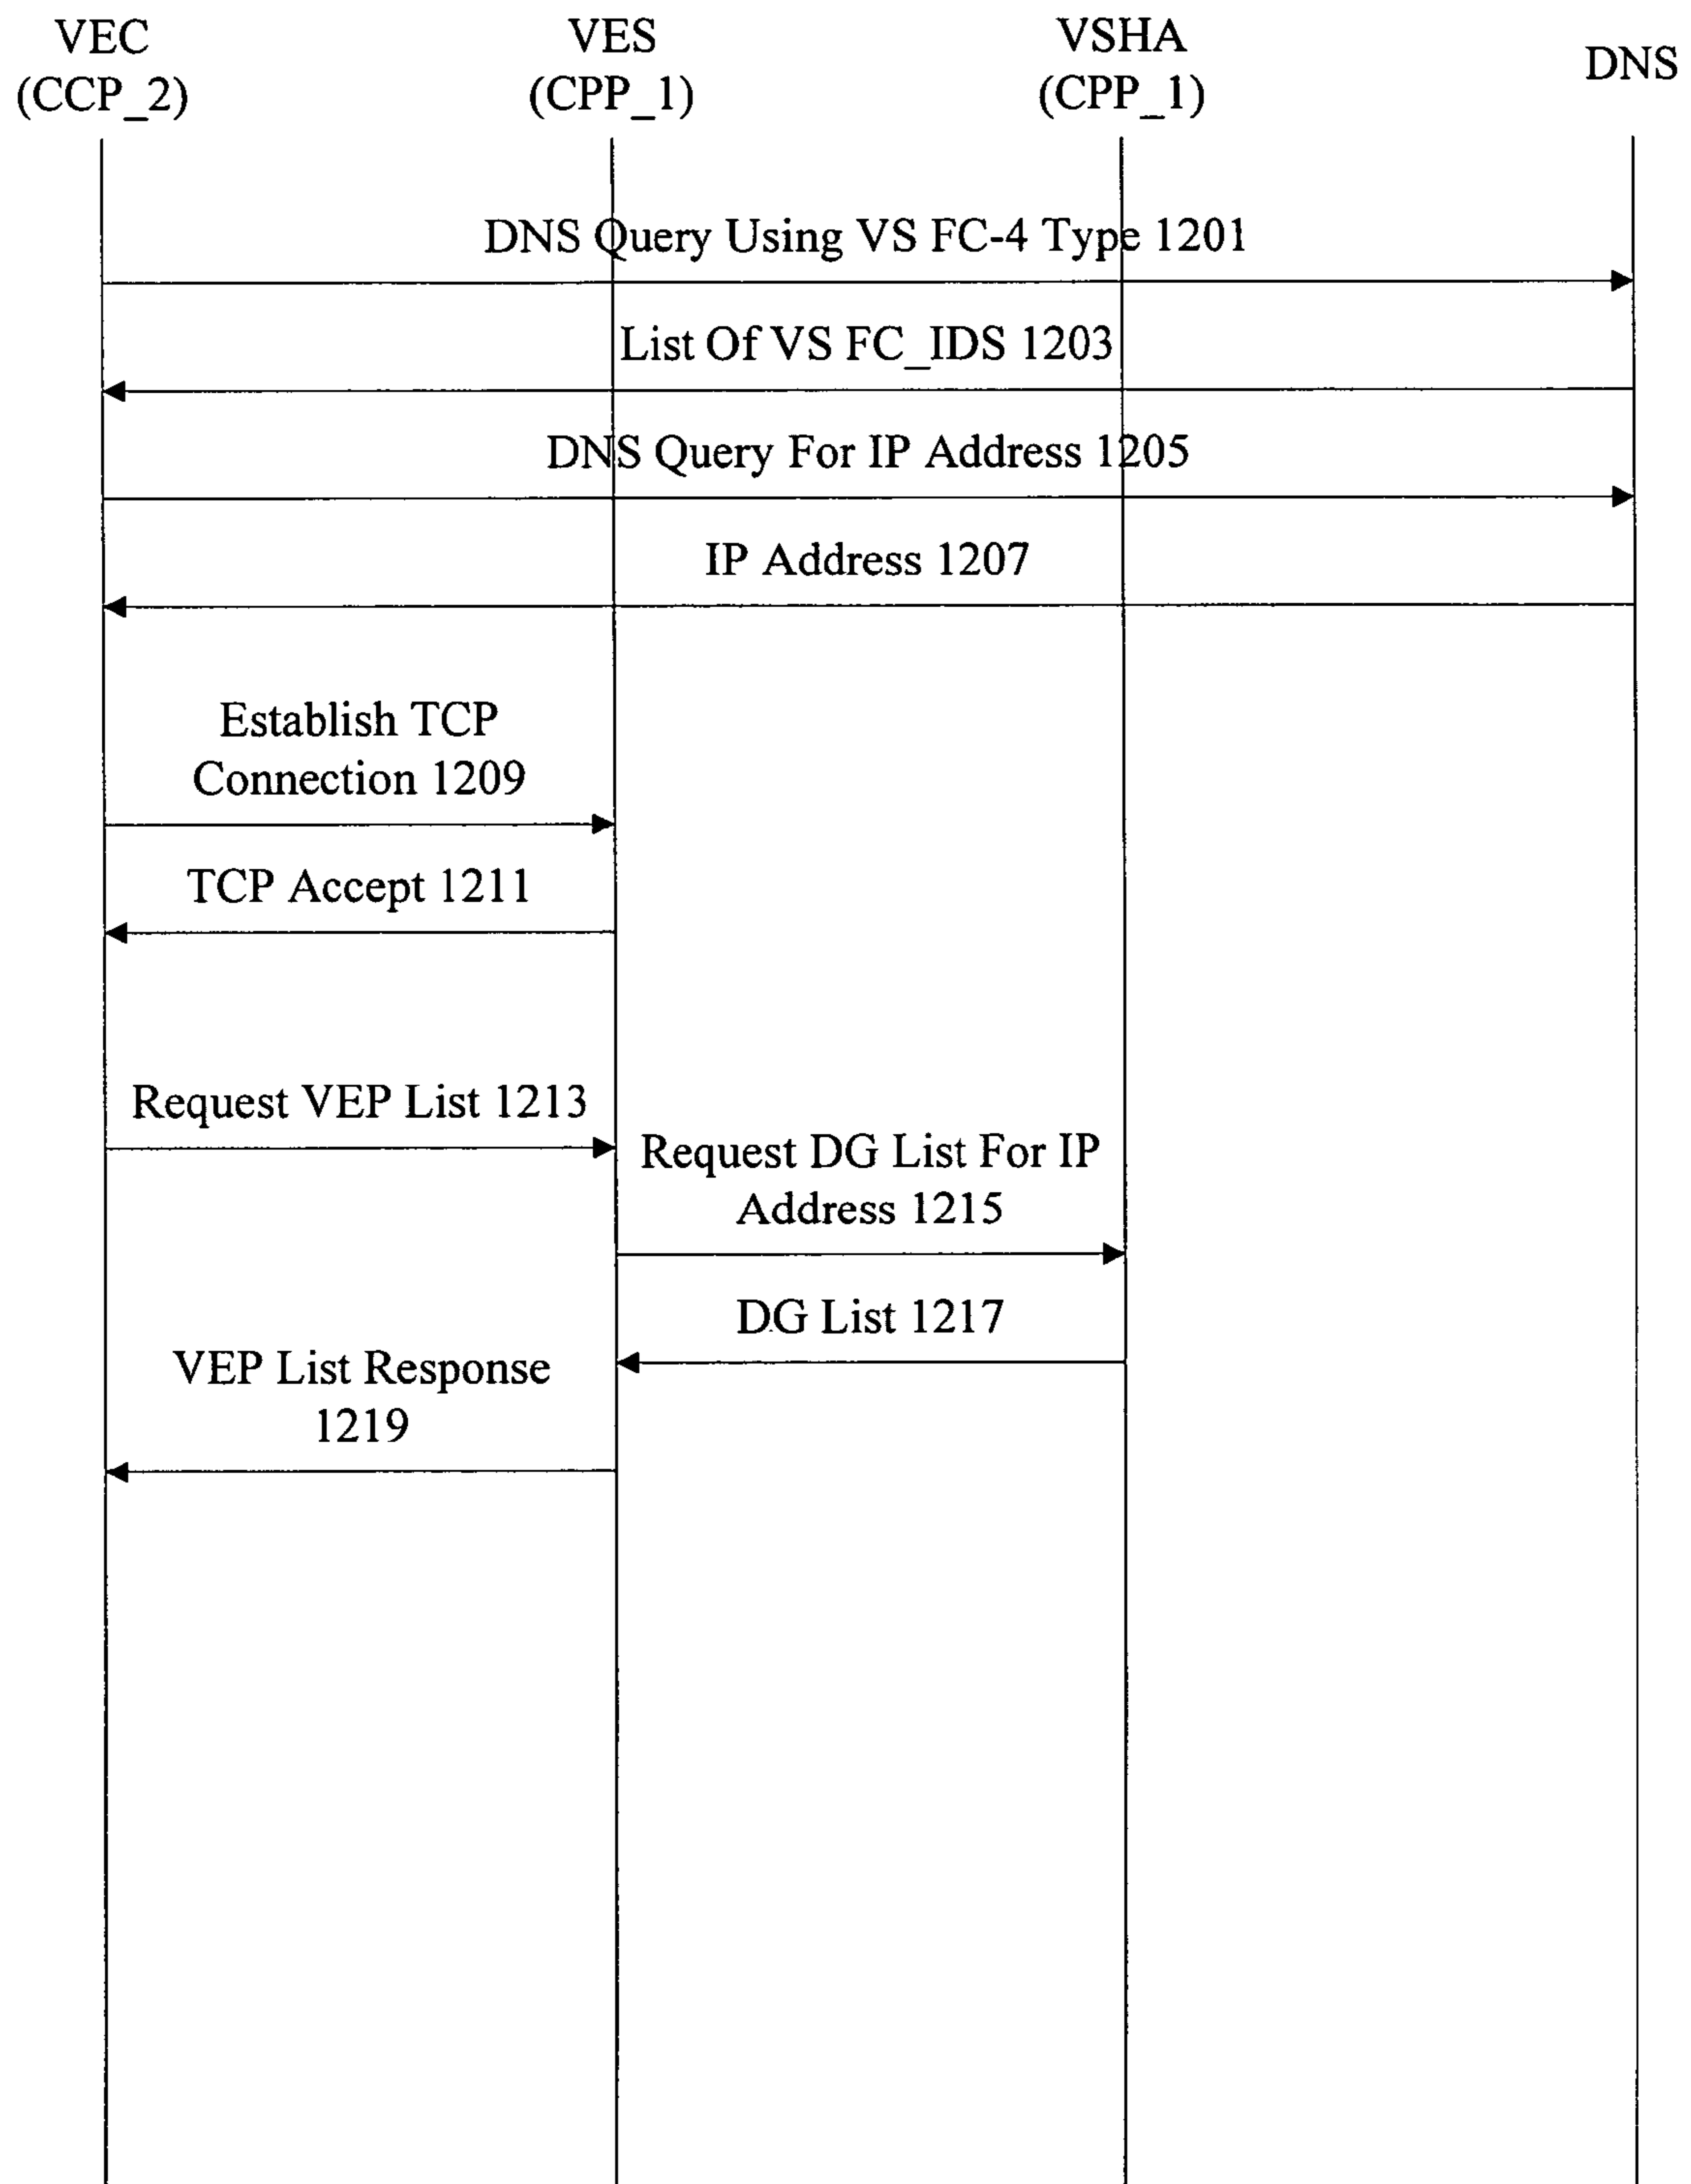 VEC
(CCP_2)
VES
(CPP_1)
VSHA
(CPP_1)
DNS
DNS Query Using VS FC-4 Type 1201
List Of VS FC_IDS 1203
DNS Query For IP Address 1205
IP Address 1207
Establish TCP
Connection 1209
TCP Accept 1211
Request VEP List 1213
Request DG List For IP
Address 1215
DG List 1217
VEP List Response
1219